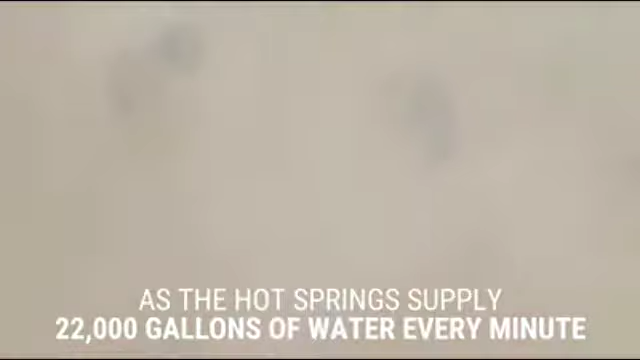 AS THE HOT SPRINGS SUPPLY
22,000 GALLONS OF WATER EVERY MINUTE